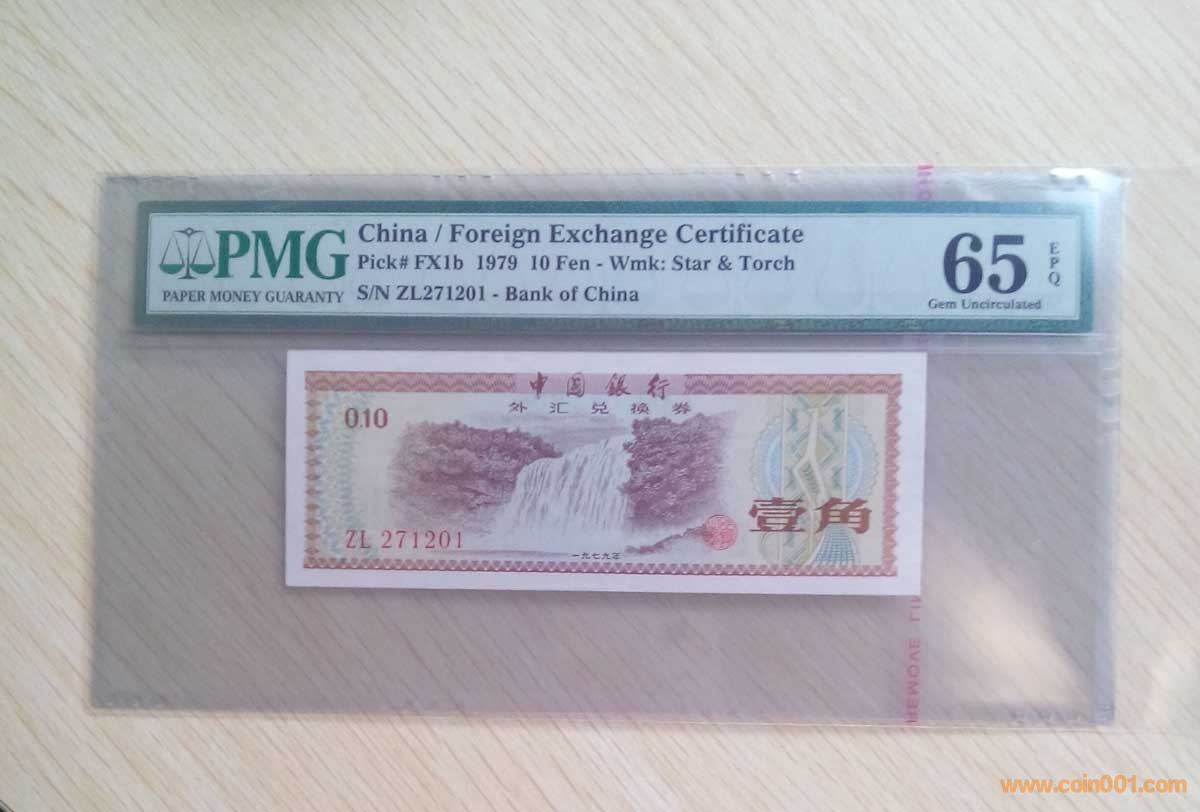 PMG
PAPER MONEY GUARANTY
China / Foreign Exchange Certificate
Pick# FX1b 1979 10 Fen - Wmk: Star & Torch
S/N ZL271201 - Bank of China
65
EPQ
Gem Uncirculated
中国银行
外汇兑换券
0.10
壹角
ZL 271201
一九七九年
REMOVE
www.coin001.com